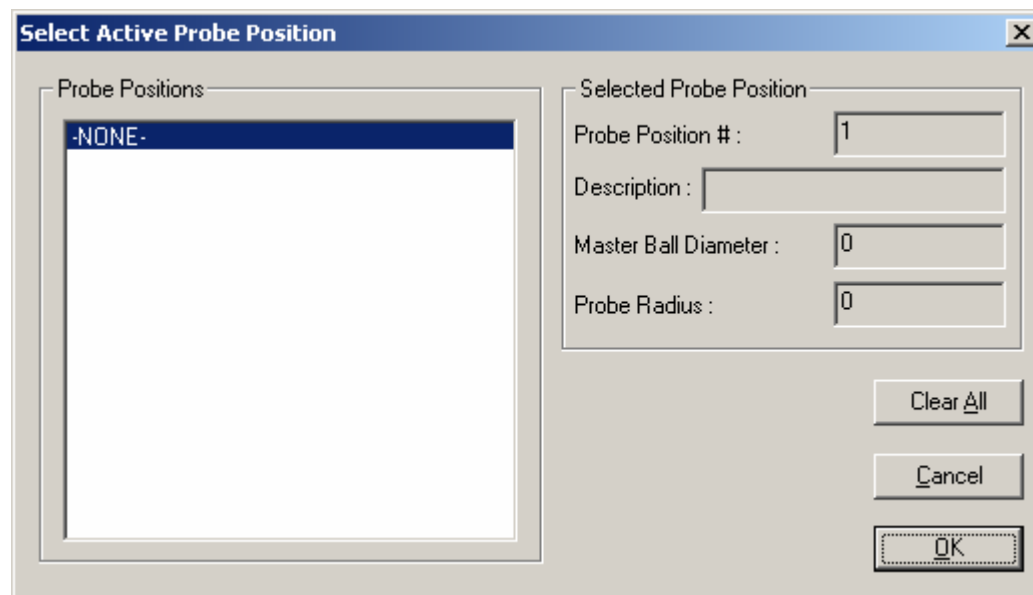 Select Active Probe Position
Probe Positions
-NONE-
Selected Probe Position
Probe Position # : 1
Description :
Master Ball Diameter : 0
Probe Radius : 0
Clear All
Cancel
OK